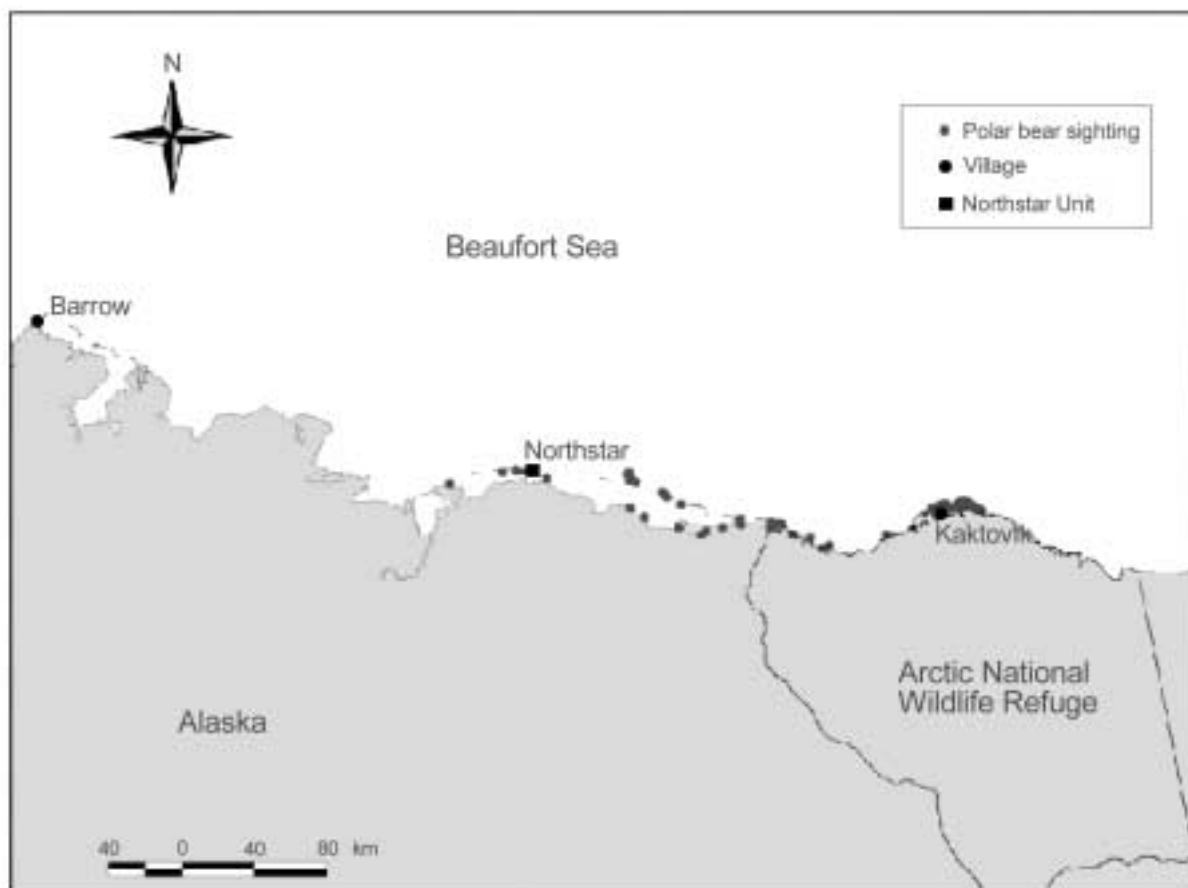 N
Polar bear sighting
Village
Northstar Unit
Beaufort Sea
Barrow
Northstar
Kaktovik
Arctic National
Wildlife Refuge
Alaska
40 0 40 80 km